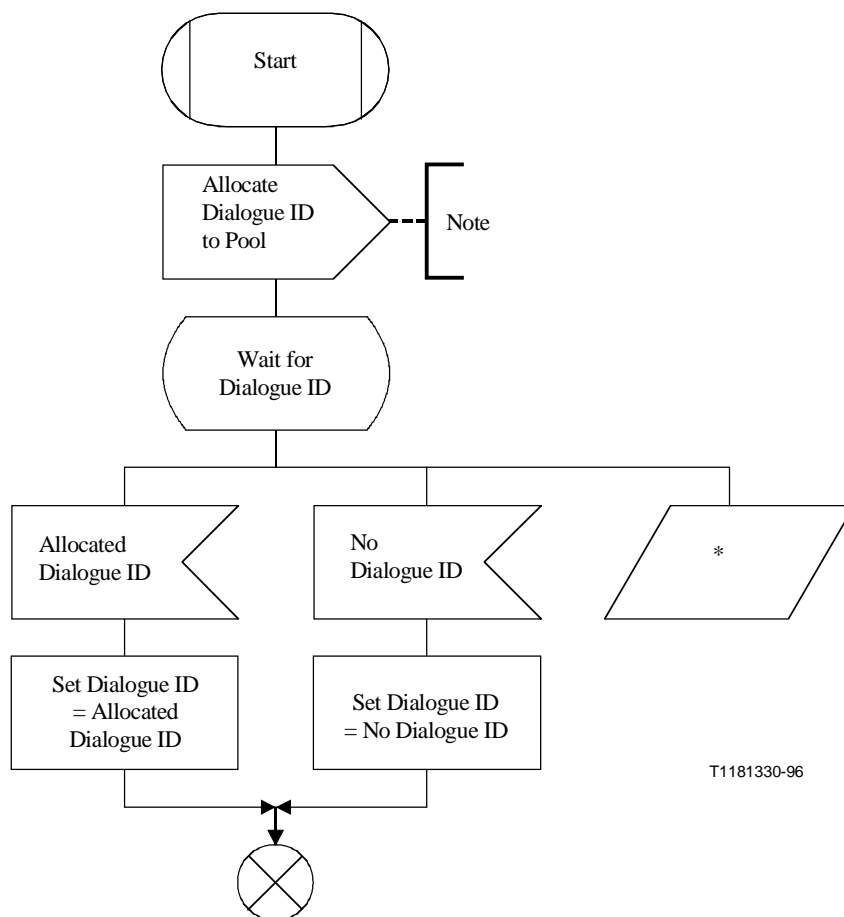 Start
Allocate
Dialogue ID
to Pool
Note
Wait for
Dialogue ID
Allocated
Dialogue ID
No
Dialogue ID
*
Set Dialogue ID
= Allocated
Dialogue ID
Set Dialogue ID
= No Dialogue ID
T1181330-96